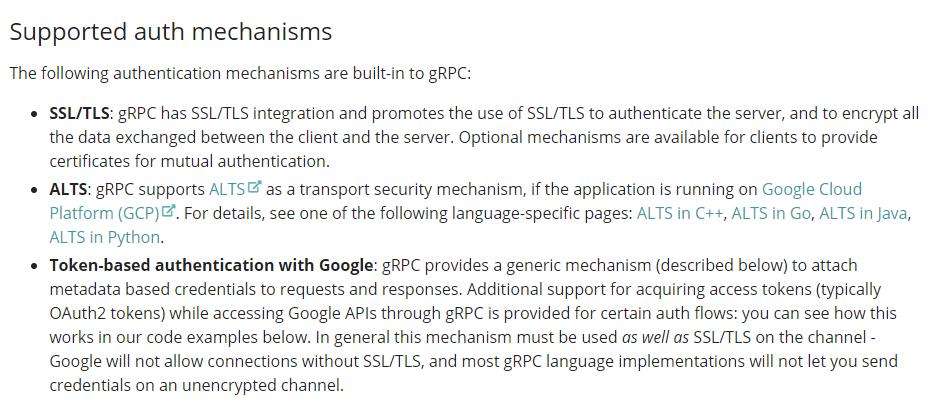 Supported auth mechanisms
The following authentication mechanisms are built-in to gRPC:
• SSL/TLS: gRPC has SSL/TLS integration and promotes the use of SSL/TLS to authenticate the server, and to encrypt all
the data exchanged between the client and the server. Optional mechanisms are available for clients to provide
certificates for mutual authentication.
• ALTS: gRPC supports ALTS as a transport security mechanism, if the application is running on Google Cloud
Platform (GCP). For details, see one of the following language-specific pages: ALTS in C++, ALTS in Go, ALTS in Java,
ALTS in Python.
• Token-based authentication with Google: gRPC provides a generic mechanism (described below) to attach
metadata based credentials to requests and responses. Additional support for acquiring access tokens (typically
OAuth2 tokens) while accessing Google APIs through gRPC is provided for certain auth flows: you can see how this
works in our code examples below. In general this mechanism must be used as well as SSL/TLS on the channel -
Google will not allow connections without SSL/TLS, and most gRPC language implementations will not let you send
credentials on an unencrypted channel.